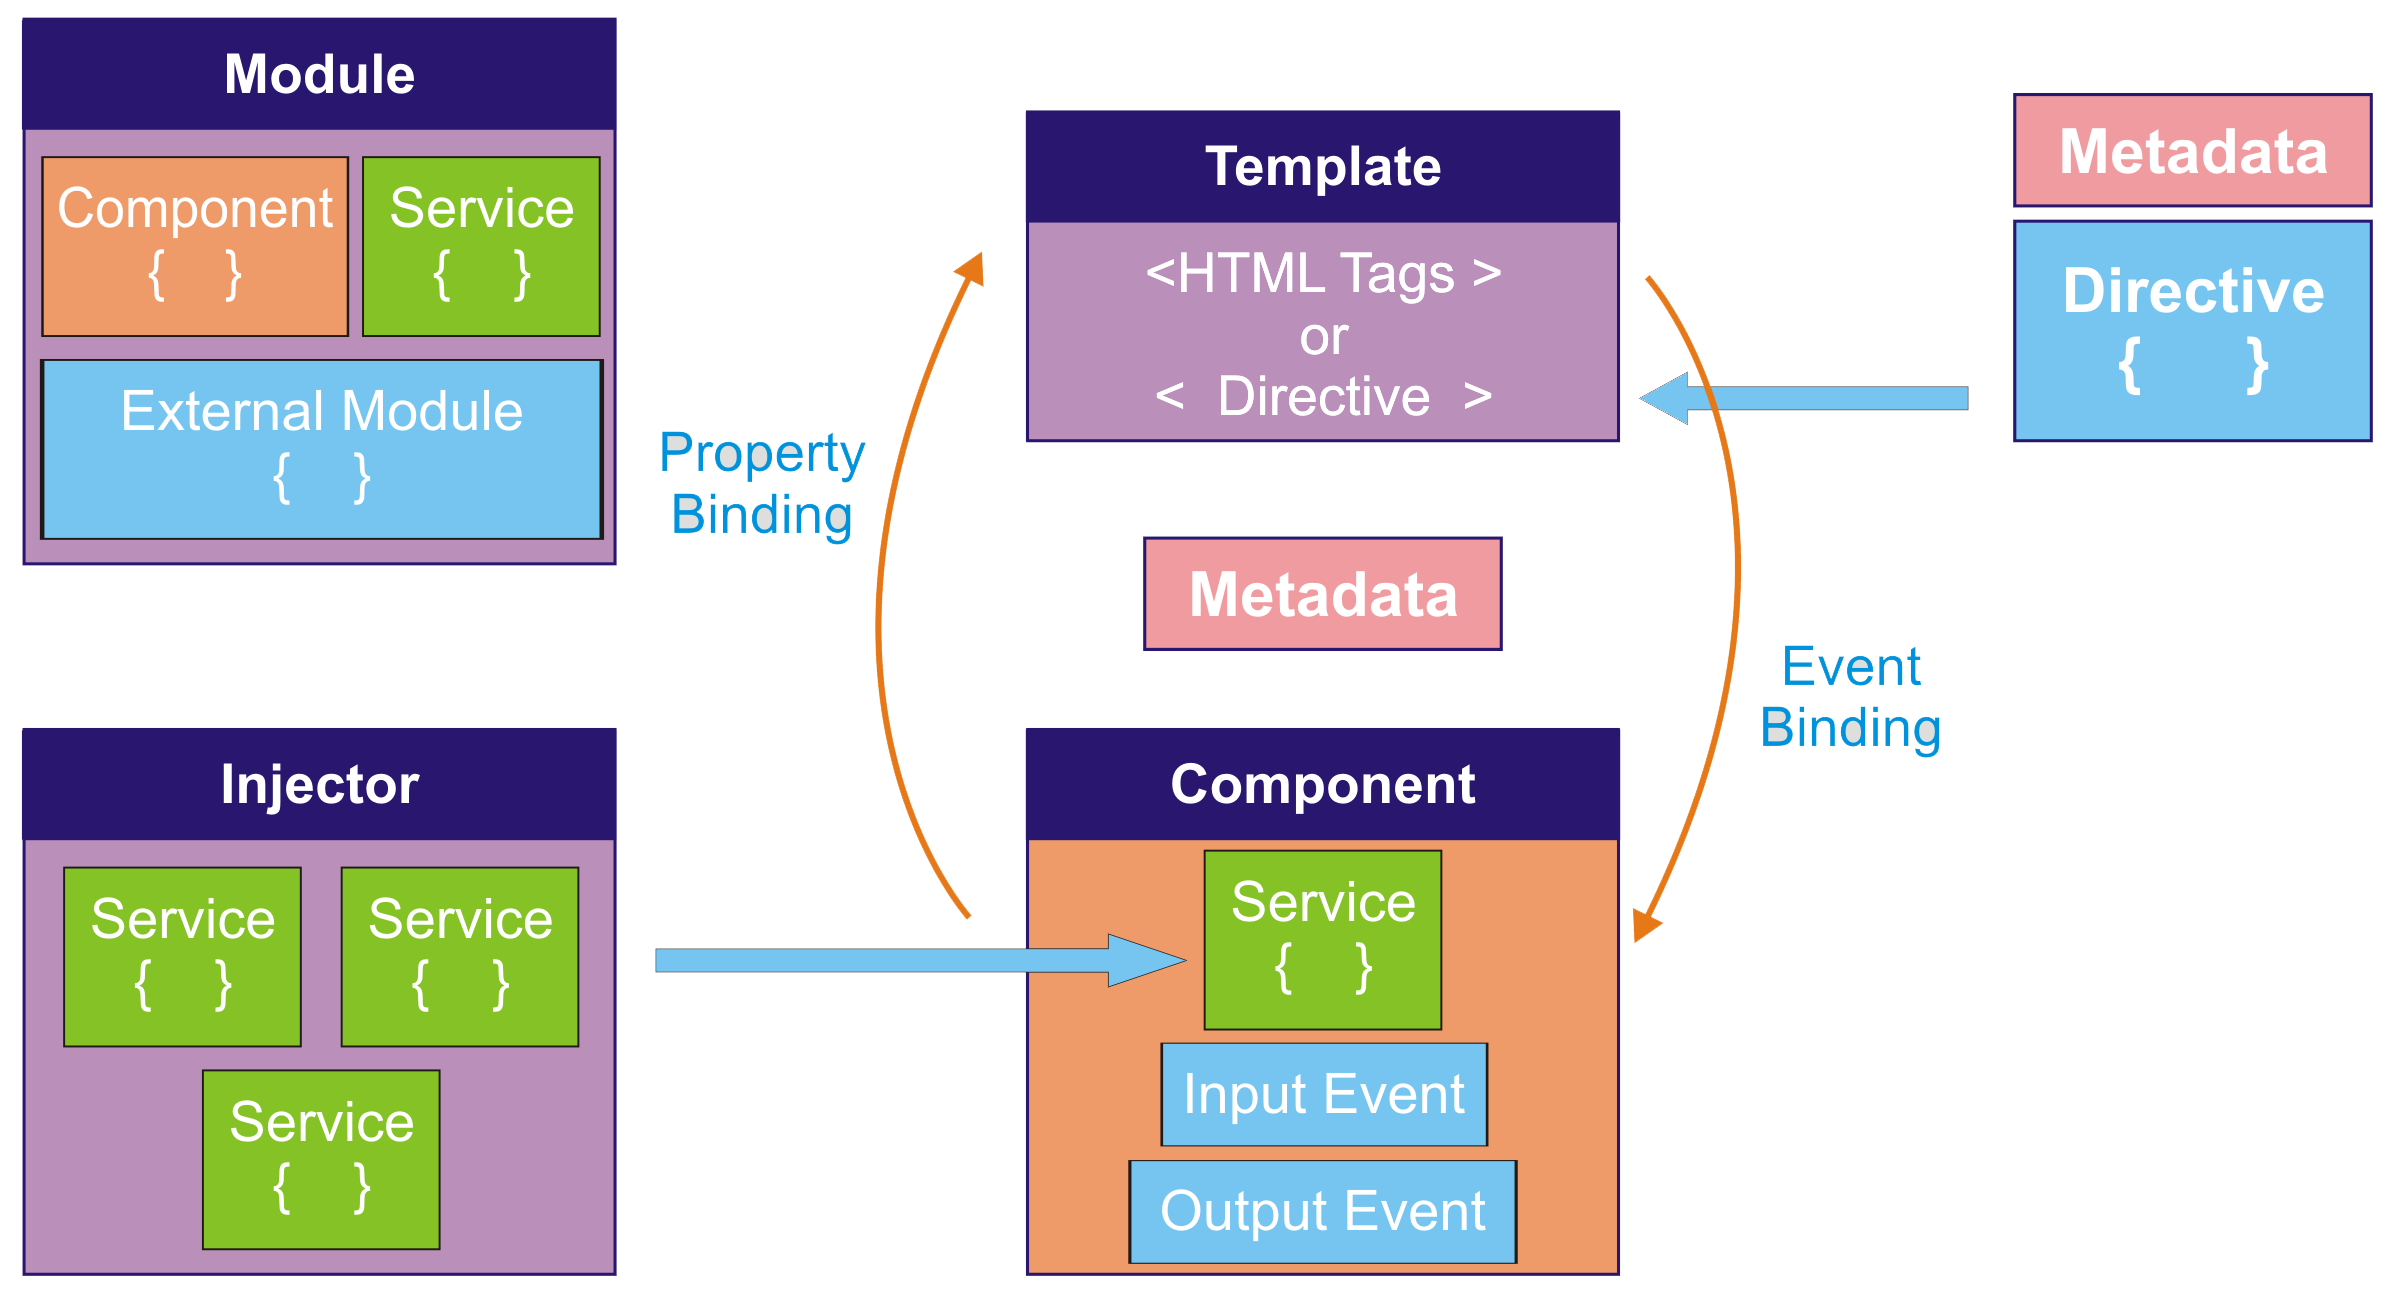 Module
Component
{ }
Service
{ }
External Module
{ }
Property
Binding
Template
<HTML Tags >
or
< Directive >
Metadata
Directive
{ }
Metadata
Event
Binding
Injector
Service
{ }
Service
{ }
Service
{ }
Component
Service
{ }
Input Event
Output Event